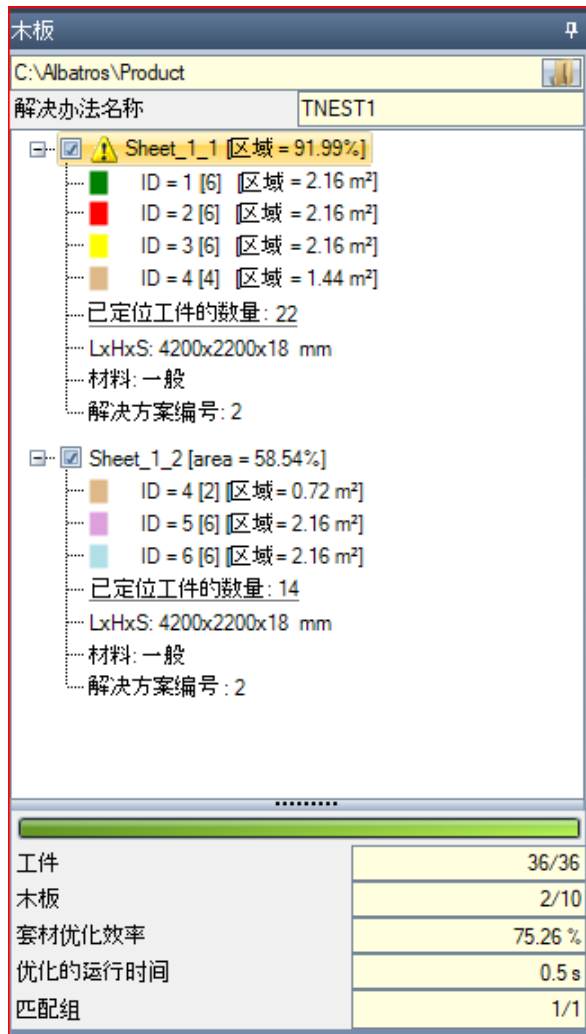 木板
C:\Albatros\Product
解决办法名称 TNEST1
Sheet_1_1 [区域 = 91.99%]
ID = 1 [6] [区域 = 2.16 m²]
ID = 2 [6] [区域 = 2.16 m²]
ID = 3 [6] [区域 = 2.16 m²]
ID = 4 [4] [区域 = 1.44 m²]
已定位工件的数量: 22
LxHxS: 4200x2200x18 mm
材料: 一般
解决方案编号: 2
Sheet_1_2 [area = 58.54%]
ID = 4 [2] [区域 = 0.72 m²]
ID = 5 [6] [区域 = 2.16 m²]
ID = 6 [6] [区域 = 2.16 m²]
已定位工件的数量: 14
LxHxS: 4200x2200x18 mm
材料: 一般
解决方案编号 : 2
工件 36/36
木板 2/10
套材优化效率 75.26 %
优化的运行时间 0.5 s
匹配组 1/1